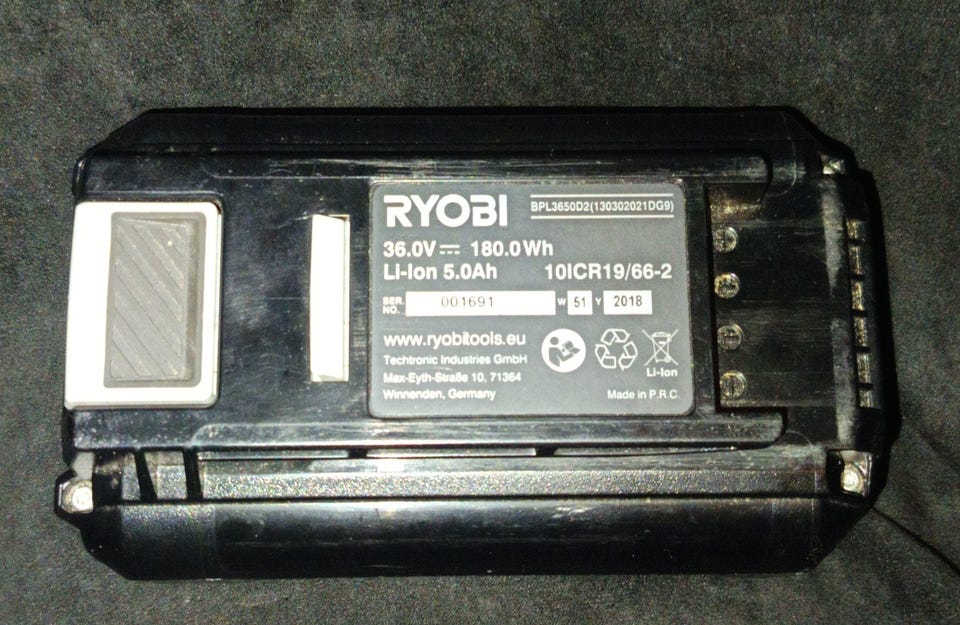 RYOBI
BPL3650D2(130302021DG9)
36.0V 180.0Wh
Li-Ion 5.0Ah 10ICR19/66-2
SER. NO. 001691 W 51 Y 2018
www.ryobitools.eu
Techtronic Industries GmbH
Max-Eyth-Straße 10, 71364
Winnenden, Germany
Li-Ion
Made in P.R.C.